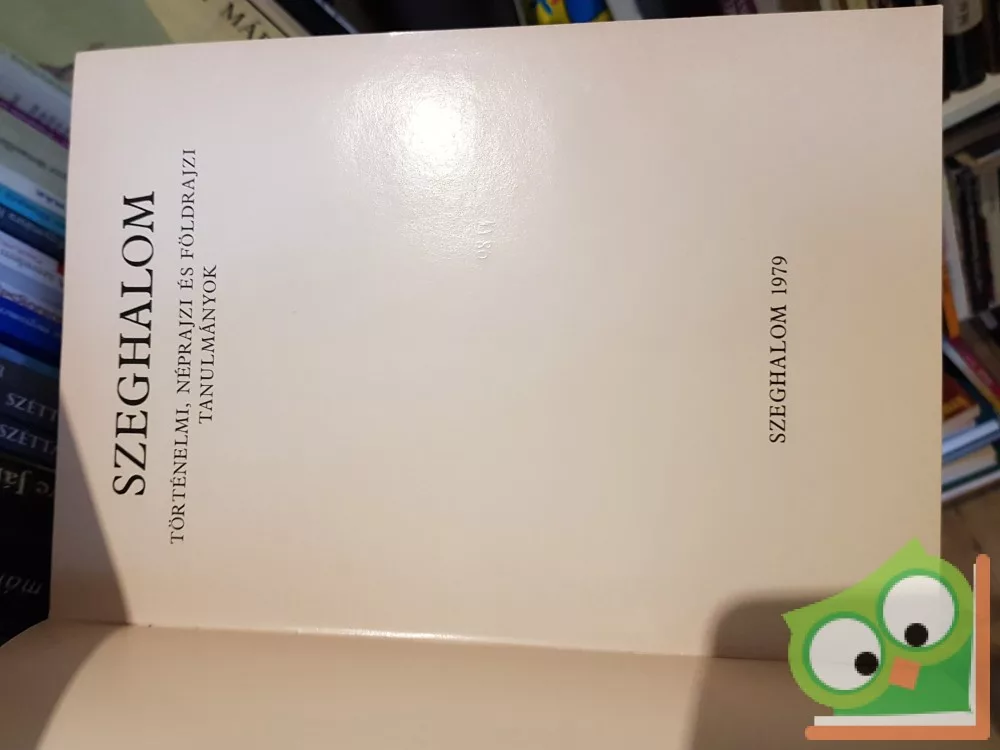 SZEGHALOM
TÖRTÉNELMI, NÉPRAJZI ÉS FÖLDRAJZI
TANULMÁNYOK
SZEGHALOM 1979